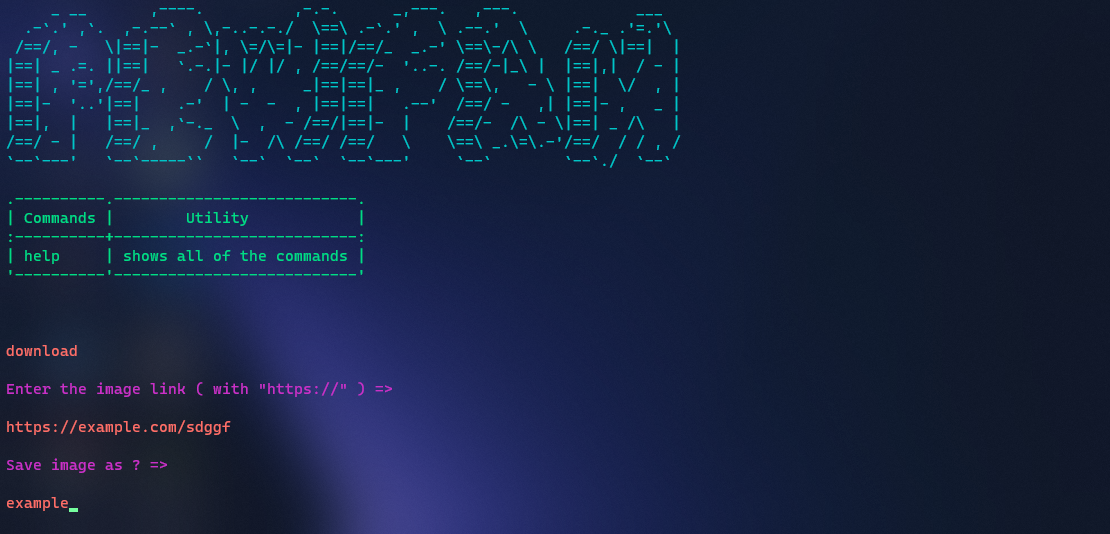 | Commands | Utility |
| help | shows all of the commands |
download
Enter the image link ( with "https://" ) =>
https://example.com/sdggf
Save image as ? =>
example